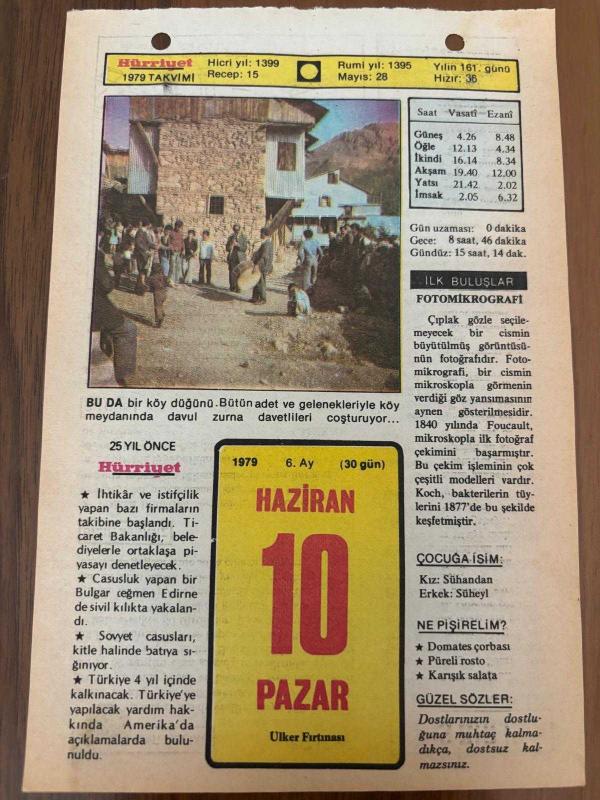 Hürriyet
1979 TAKVİMİ
Hicri yıl: 1399
Recep: 15
Rumi yıl: 1395
Mayıs: 28
Yılın 161. günü
Hızır: 36
Saat Vasatî Ezanî
Güneş 4.26 8.48
Öğle 12.13 4.34
İkindi 16.14 8.34
Akşam 19.40 12.00
Yatsı 21.42 2.02
İmsak 2.05 6.32
Gün uzaması: 0 dakika
Gece: 8 saat, 46 dakika
Gündüz: 15 saat, 14 dak.
BU DA bir köy düğünü. Bütün adet ve gelenekleriyle köy
meydanında davul zurna davetlileri coşturuyor...
İLK BULUŞLAR
FOTOMİKROGRAFİ
Çıplak gözle seçile-
meyecek bir cismin
büyütülmüş görüntüsü-
nün fotoğrafıdır. Foto-
mikrografi, bir cismin
mikroskopla görmenin
verdiği göz yansımasının
aynen gösterilmesidir.
1840 yılında Foucault,
mikroskopla ilk fotoğraf
çekimini başarmıştır.
Bu çekim işleminin çok
çeşitli modelleri vardır.
Koch, bakterilerin tüy-
lerini 1877'de bu şekilde
keşfetmiştir.
25 YIL ÖNCE
Hürriyet
★ İhtikâr ve istifçilik
yapan bazı firmaların
takibine başlandı. Ti-
caret Bakanlığı, bele-
diyelerle ortaklaşa pi-
yasayı denetleyecek.
★ Casusluk yapan bir
Bulgar teğmen Edirne
de sivil kılıkta yakalan-
dı.
★ Sovyet casusları,
kitle halinde batıya sı-
ğınıyor.
★ Türkiye 4 yıl içinde
kalkınacak. Türkiye'ye
yapılacak yardım hak-
kında Amerika'da
açıklamalarda bulu-
nuldu.
1979 6. Ay (30 gün)
HAZİRAN
10
PAZAR
Ülker Fırtınası
ÇOCUĞA İSİM:
Kız: Sühandan
Erkek: Süheyl
NE PİŞİRELİM?
★ Domates çorbası
★ Püreli rosto
★ Karışık salata
GÜZEL SÖZLER:
Dostlarınızın dostlu-
ğuna muhtaç kalma-
dıkça, dostsuz kal-
mazsınız.